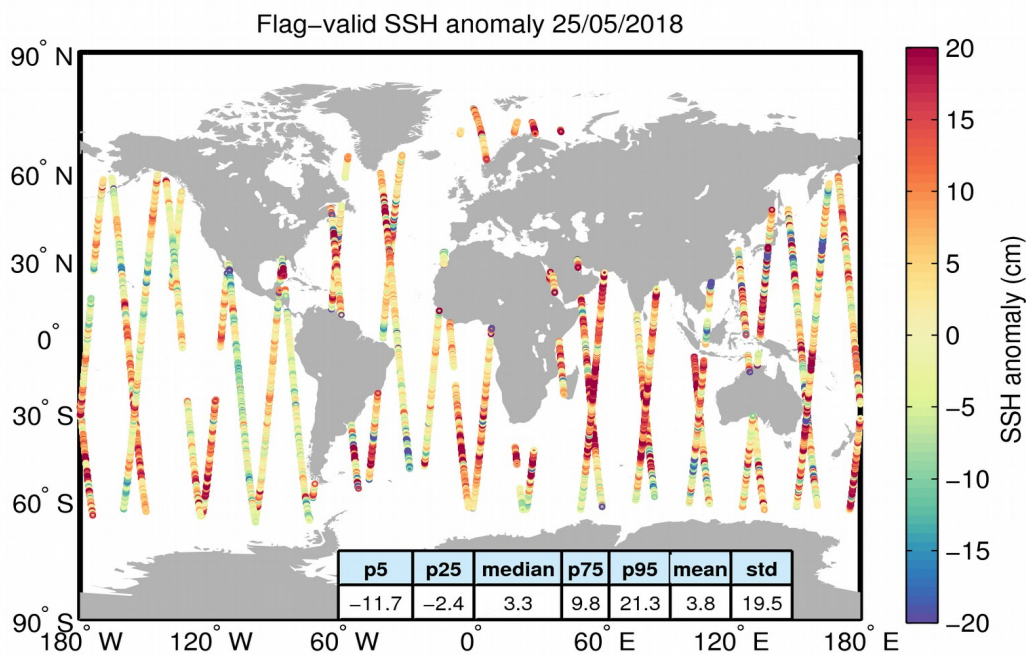 Flag−valid SSH anomaly 25/05/2018
90° N
60° N
30° N
0°
30° S
60° S
90° S
180° W
120° W
60° W
0°
60° E
120° E
180° E
p5 p25 median p75 p95 mean std
−11.7 −2.4 3.3 9.8 21.3 3.8 19.5
20
15
10
5
0
−5
−10
−15
−20
SSH anomaly (cm)